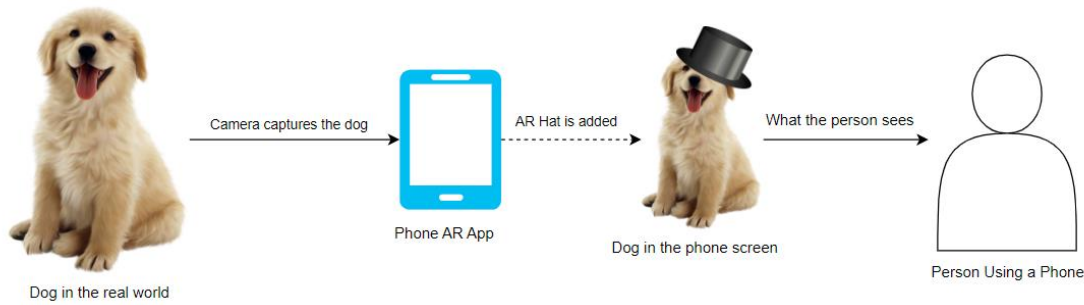 Camera captures the dog
AR Hat is added
What the person sees
Phone AR App
Dog in the phone screen
Person Using a Phone
Dog in the real world